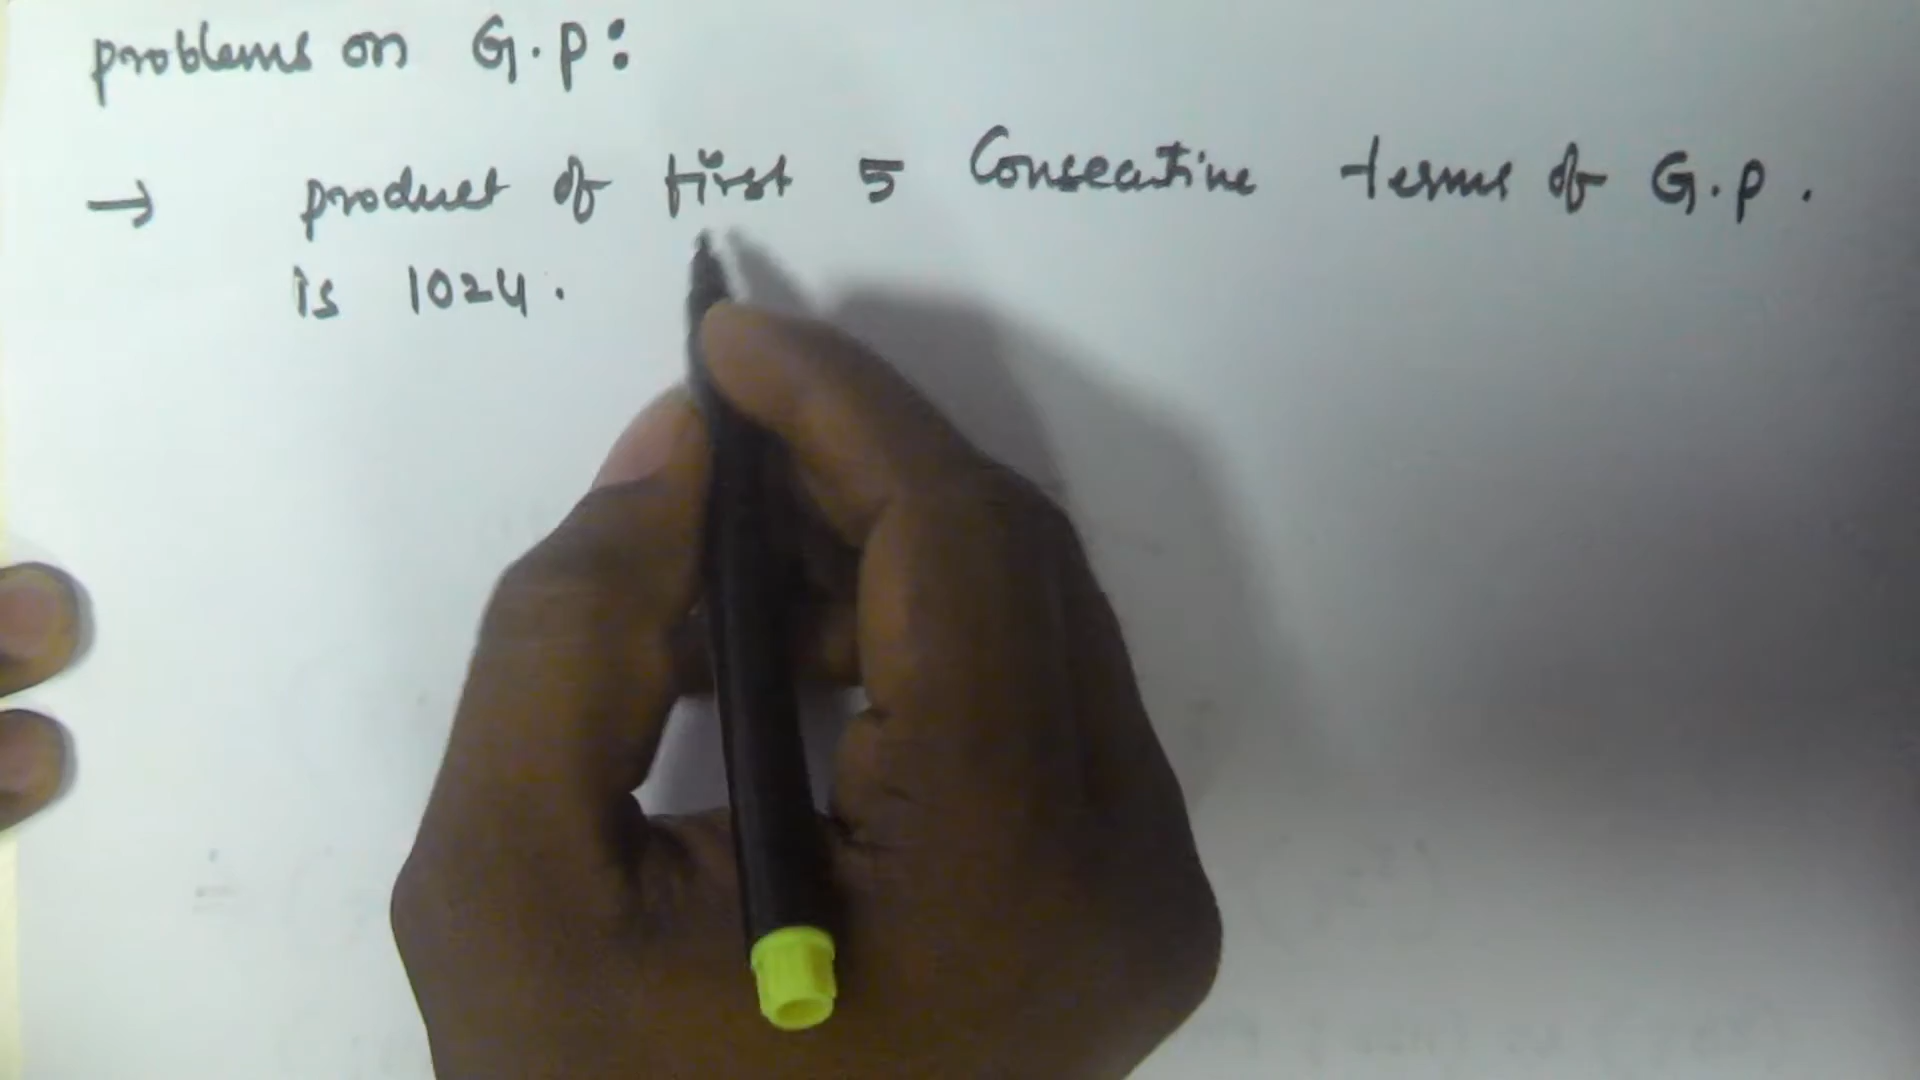 problems on G.P:
→ product of first 5 Consecutive terms of G.P.
is 1024.